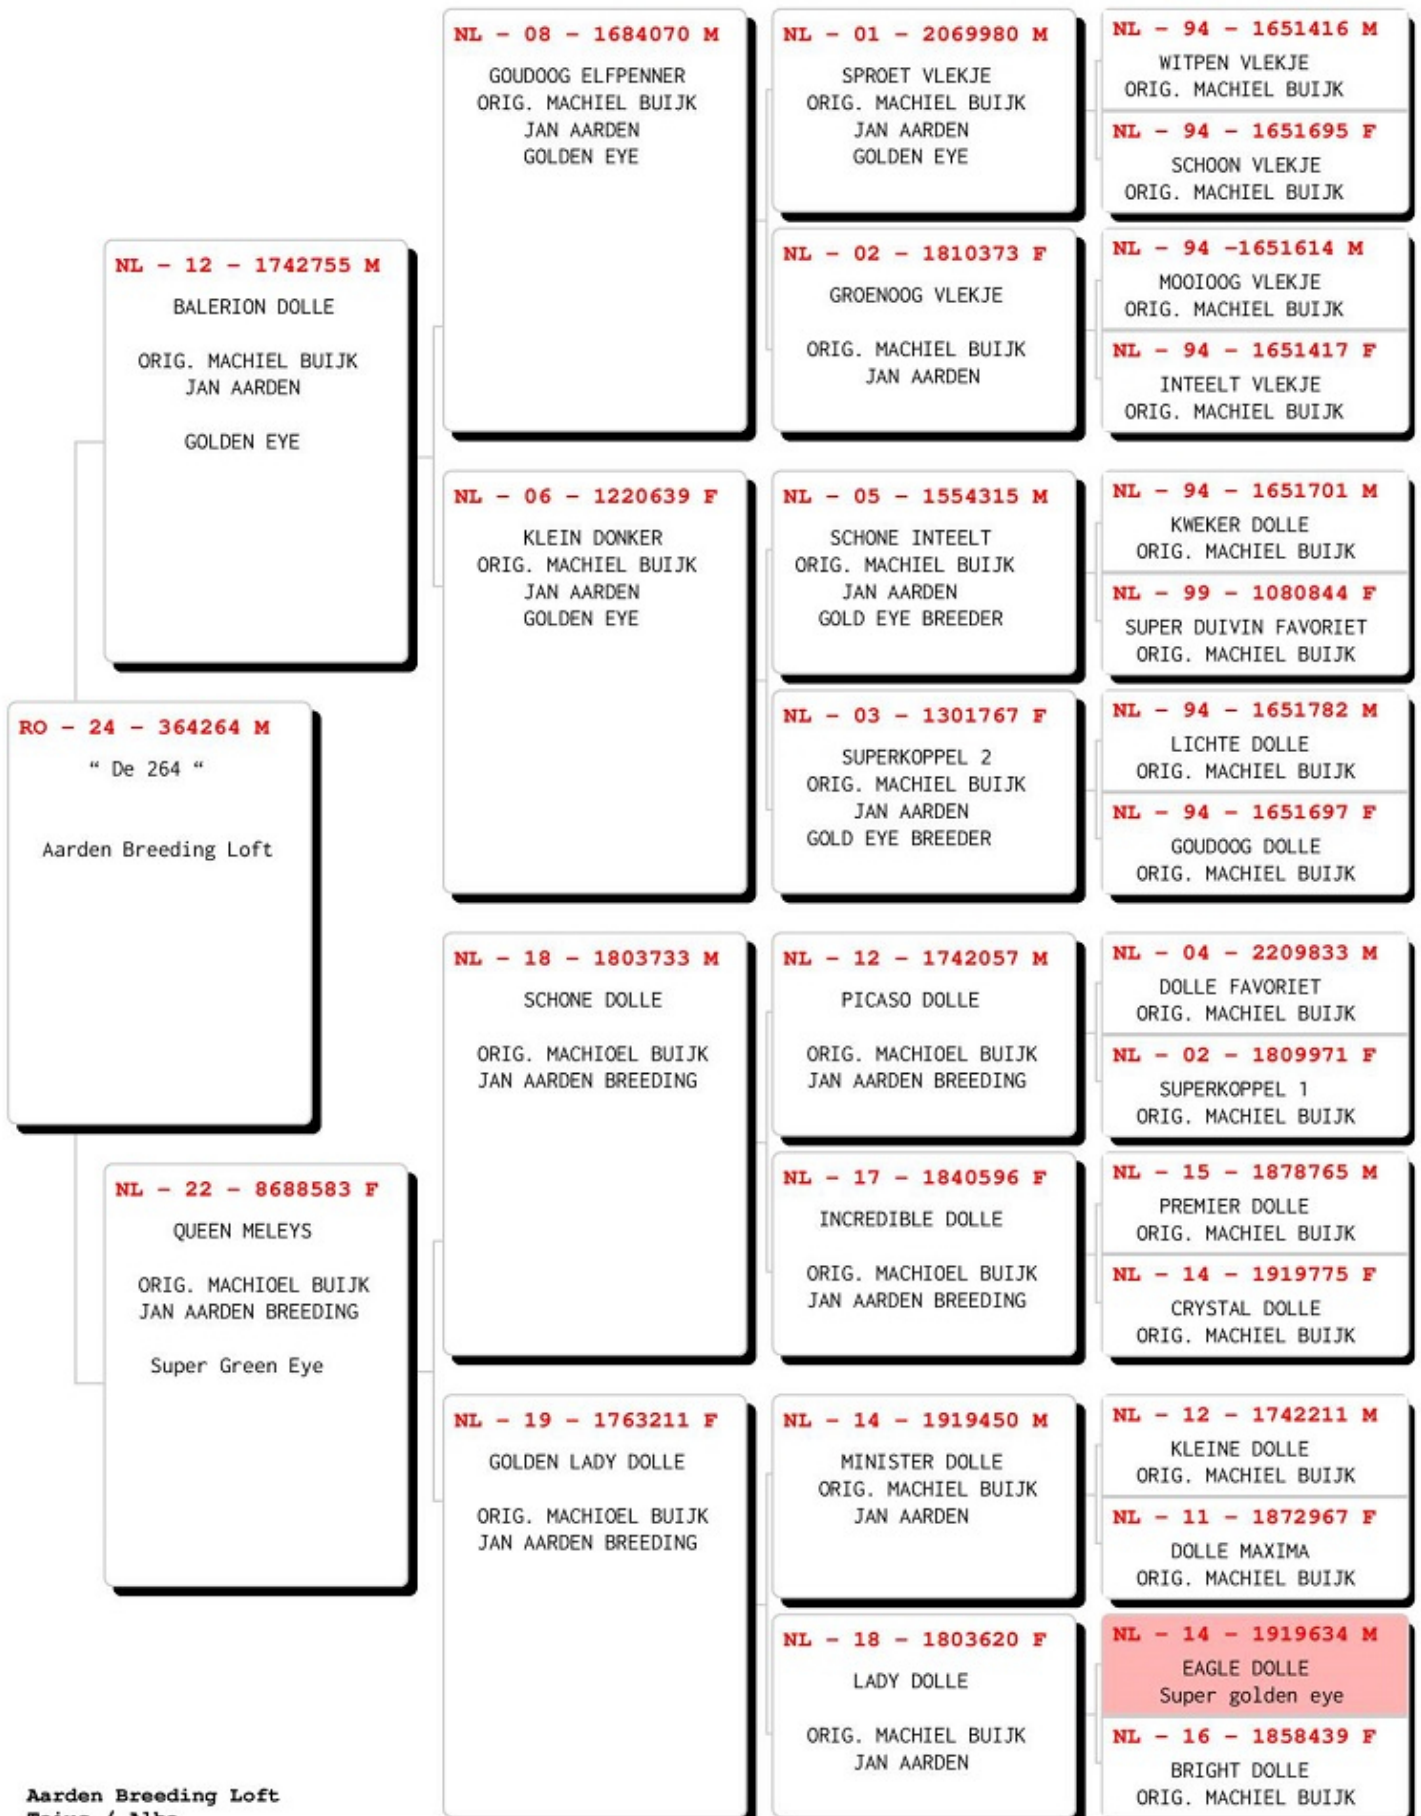 NL - 08 - 1684070 M
GOUDOOG ELFPENNER
ORIG. MACHIEL BUIJK
JAN AARDEN
GOLDEN EYE
NL - 01 - 2069980 M
SPROET VLEKJE
ORIG. MACHIEL BUIJK
JAN AARDEN
GOLDEN EYE
NL - 94 - 1651416 M
WITPEN VLEKJE
ORIG. MACHIEL BUIJK
NL - 94 - 1651695 F
SCHOON VLEKJE
ORIG. MACHIEL BUIJK
NL - 02 - 1810373 F
GROENOOG VLEKJE
ORIG. MACHIEL BUIJK
JAN AARDEN
NL - 94 -1651614 M
MOOIOOG VLEKJE
ORIG. MACHIEL BUIJK
NL - 94 - 1651417 F
INTEELT VLEKJE
ORIG. MACHIEL BUIJK
NL - 12 - 1742755 M
BALERION DOLLE
ORIG. MACHIEL BUIJK
JAN AARDEN
GOLDEN EYE
NL - 06 - 1220639 F
KLEIN DONKER
ORIG. MACHIEL BUIJK
JAN AARDEN
GOLDEN EYE
NL - 05 - 1554315 M
SCHONE INTEELT
ORIG. MACHIEL BUIJK
JAN AARDEN
GOLD EYE BREEDER
NL - 94 - 1651701 M
KWEKER DOLLE
ORIG. MACHIEL BUIJK
NL - 99 - 1080844 F
SUPER DUIVIN FAVORIET
ORIG. MACHIEL BUIJK
NL - 03 - 1301767 F
SUPERKOPPEL 2
ORIG. MACHIEL BUIJK
JAN AARDEN
GOLD EYE BREEDER
NL - 94 - 1651782 M
LICHTE DOLLE
ORIG. MACHIEL BUIJK
NL - 94 - 1651697 F
GOUDOOG DOLLE
ORIG. MACHIEL BUIJK
RO - 24 - 364264 M
“ De 264 “
Aarden Breeding Loft
NL - 18 - 1803733 M
SCHONE DOLLE
ORIG. MACHIOEL BUIJK
JAN AARDEN BREEDING
NL - 12 - 1742057 M
PICASO DOLLE
ORIG. MACHIOEL BUIJK
JAN AARDEN BREEDING
NL - 04 - 2209833 M
DOLLE FAVORIET
ORIG. MACHIEL BUIJK
NL - 02 - 1809971 F
SUPERKOPPEL 1
ORIG. MACHIEL BUIJK
NL - 17 - 1840596 F
INCREDIBLE DOLLE
ORIG. MACHIOEL BUIJK
JAN AARDEN BREEDING
NL - 15 - 1878765 M
PREMIER DOLLE
ORIG. MACHIEL BUIJK
NL - 14 - 1919775 F
CRYSTAL DOLLE
ORIG. MACHIEL BUIJK
NL - 22 - 8688583 F
QUEEN MELEYS
ORIG. MACHIOEL BUIJK
JAN AARDEN BREEDING
Super Green Eye
NL - 19 - 1763211 F
GOLDEN LADY DOLLE
ORIG. MACHIOEL BUIJK
JAN AARDEN BREEDING
NL - 14 - 1919450 M
MINISTER DOLLE
ORIG. MACHIEL BUIJK
JAN AARDEN
NL - 12 - 1742211 M
KLEINE DOLLE
ORIG. MACHIEL BUIJK
NL - 11 - 1872967 F
DOLLE MAXIMA
ORIG. MACHIEL BUIJK
NL - 18 - 1803620 F
LADY DOLLE
ORIG. MACHIEL BUIJK
JAN AARDEN
NL - 14 - 1919634 M
EAGLE DOLLE
Super golden eye
NL - 16 - 1858439 F
BRIGHT DOLLE
ORIG. MACHIEL BUIJK
Aarden Breeding Loft